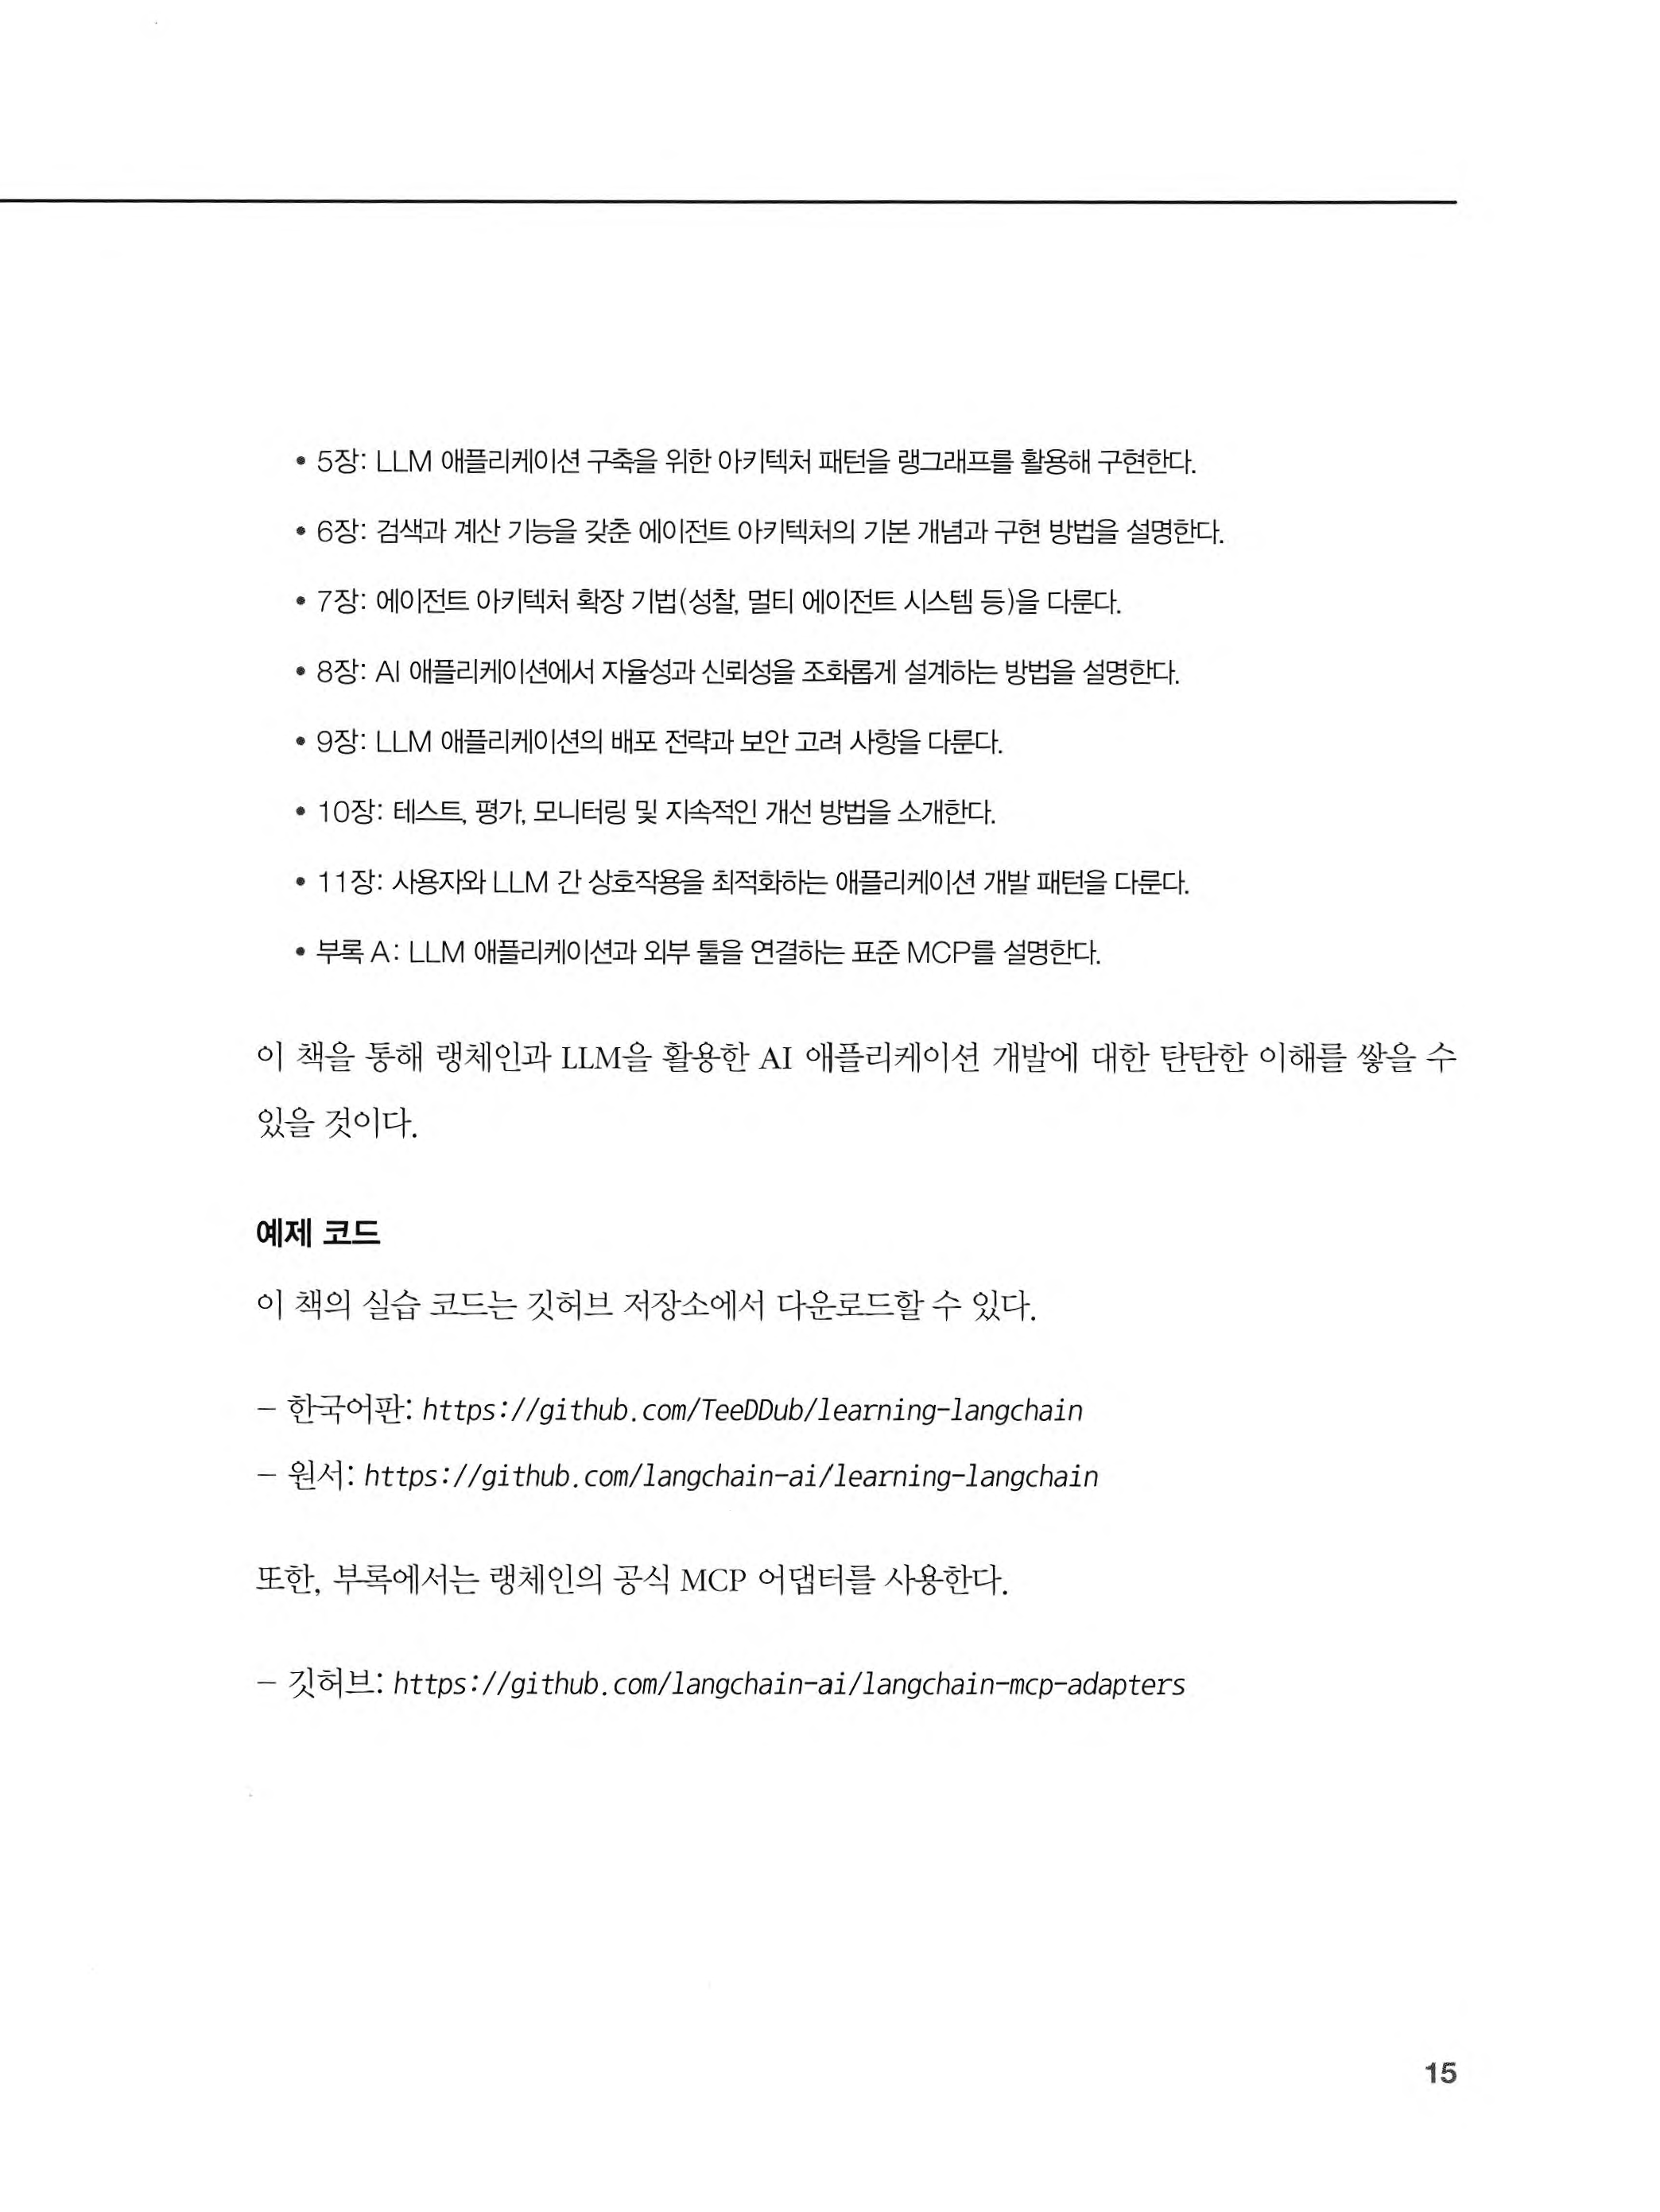 • 5장: LLM 애플리케이션 구축을 위한 아키텍처 패턴을 랭그래프를 활용해 구현한다.
• 6장: 검색과 계산 기능을 갖춘 에이전트 아키텍처의 기본 개념과 구현 방법을 설명한다.
• 7장: 에이전트 아키텍처 확장 기법(성찰, 멀티 에이전트 시스템 등)을 다룬다.
• 8장: AI 애플리케이션에서 자율성과 신뢰성을 조화롭게 설계하는 방법을 설명한다.
• 9장: LLM 애플리케이션의 배포 전략과 보안 고려 사항을 다룬다.
• 10장: 테스트, 평가, 모니터링 및 지속적인 개선 방법을 소개한다.
• 11장: 사용자와 LLM 간 상호작용을 최적화하는 애플리케이션 개발 패턴을 다룬다.
• 부록 A: LLM 애플리케이션과 외부 툴을 연결하는 표준 MCP를 설명한다.
이 책을 통해 랭체인과 LLM을 활용한 AI 애플리케이션 개발에 대한 탄탄한 이해를 쌓을 수
있을 것이다.
예제 코드
이 책의 실습 코드는 깃허브 저장소에서 다운로드할 수 있다.
– 한국어판: https://github.com/TeeDDub/learning-langchain
– 원서: https://github.com/langchain-ai/learning-langchain
또한, 부록에서는 랭체인의 공식 MCP 어댑터를 사용한다.
– 깃허브: https://github.com/langchain-ai/langchain-mcp-adapters
15